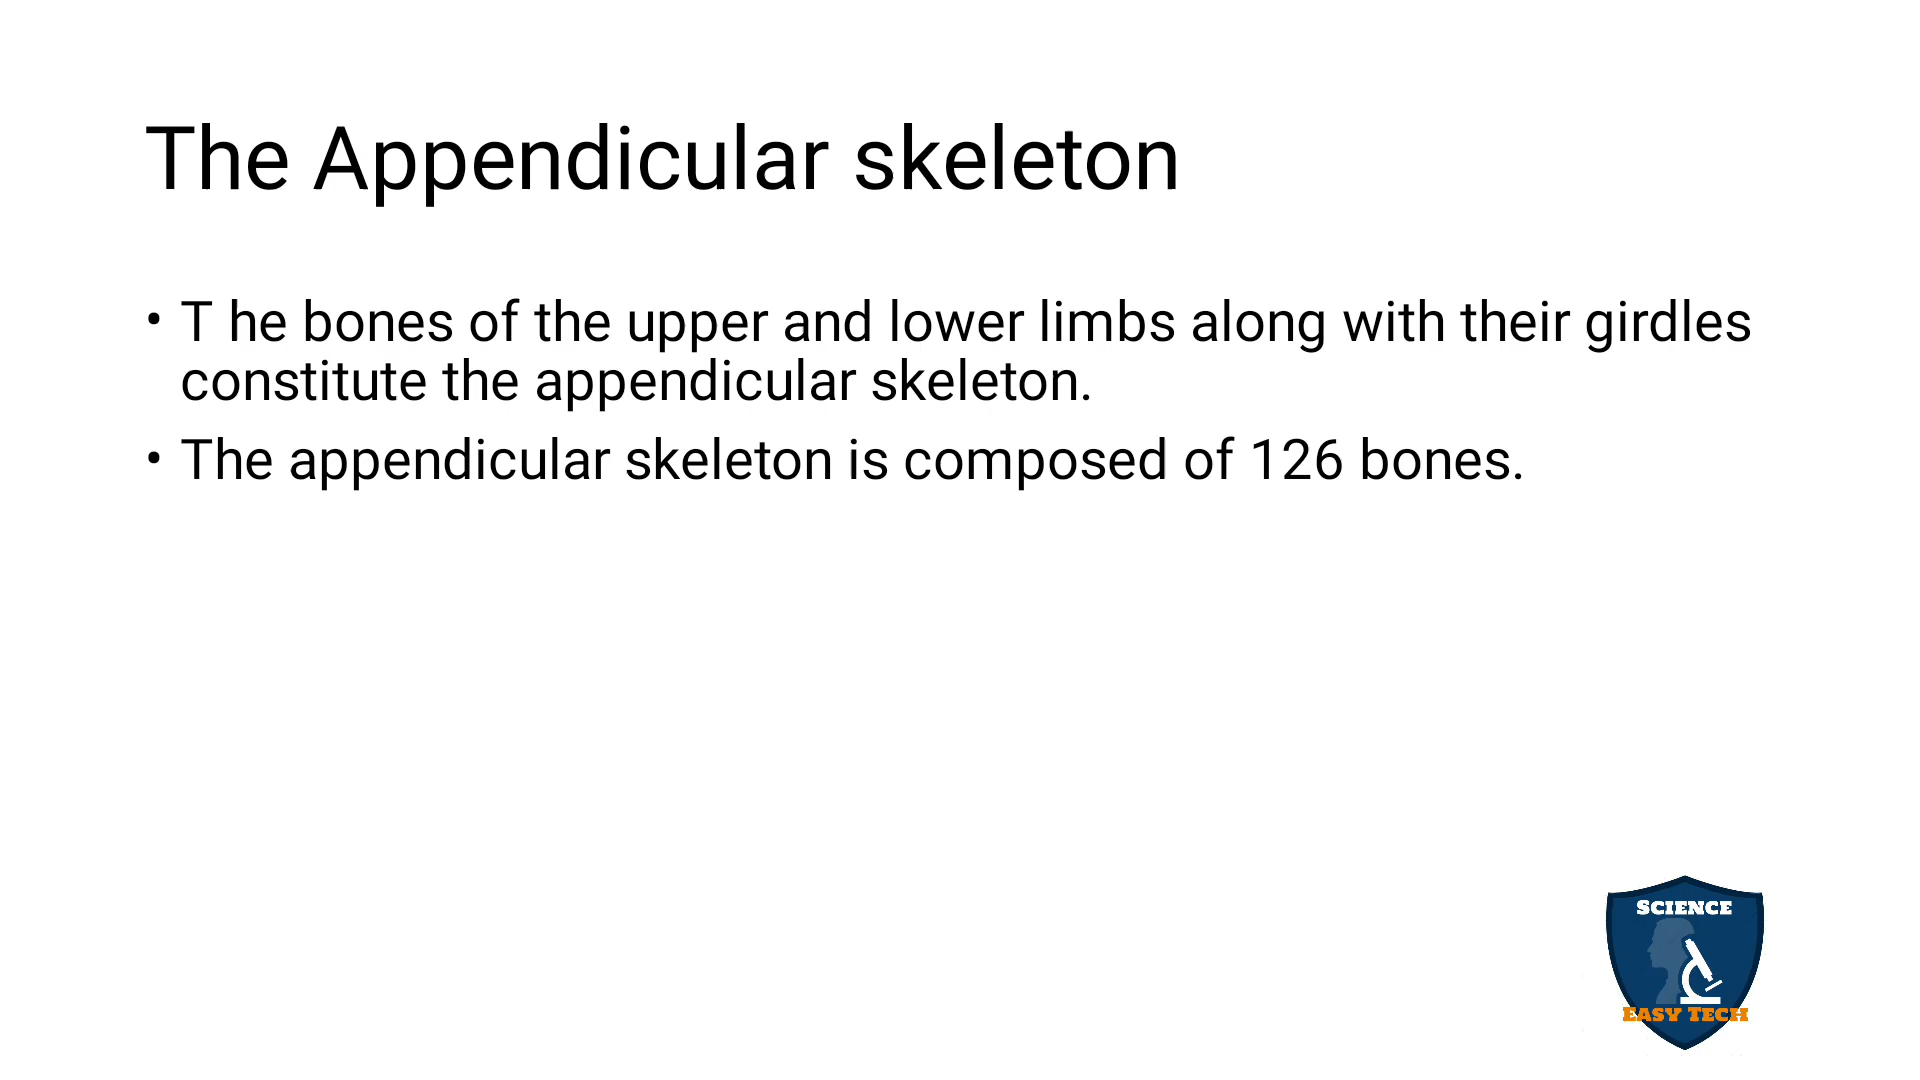 The Appendicular skeleton
• T he bones of the upper and lower limbs along with their girdles
constitute the appendicular skeleton.
• The appendicular skeleton is composed of 126 bones.
SCIENCE
EASY TECH